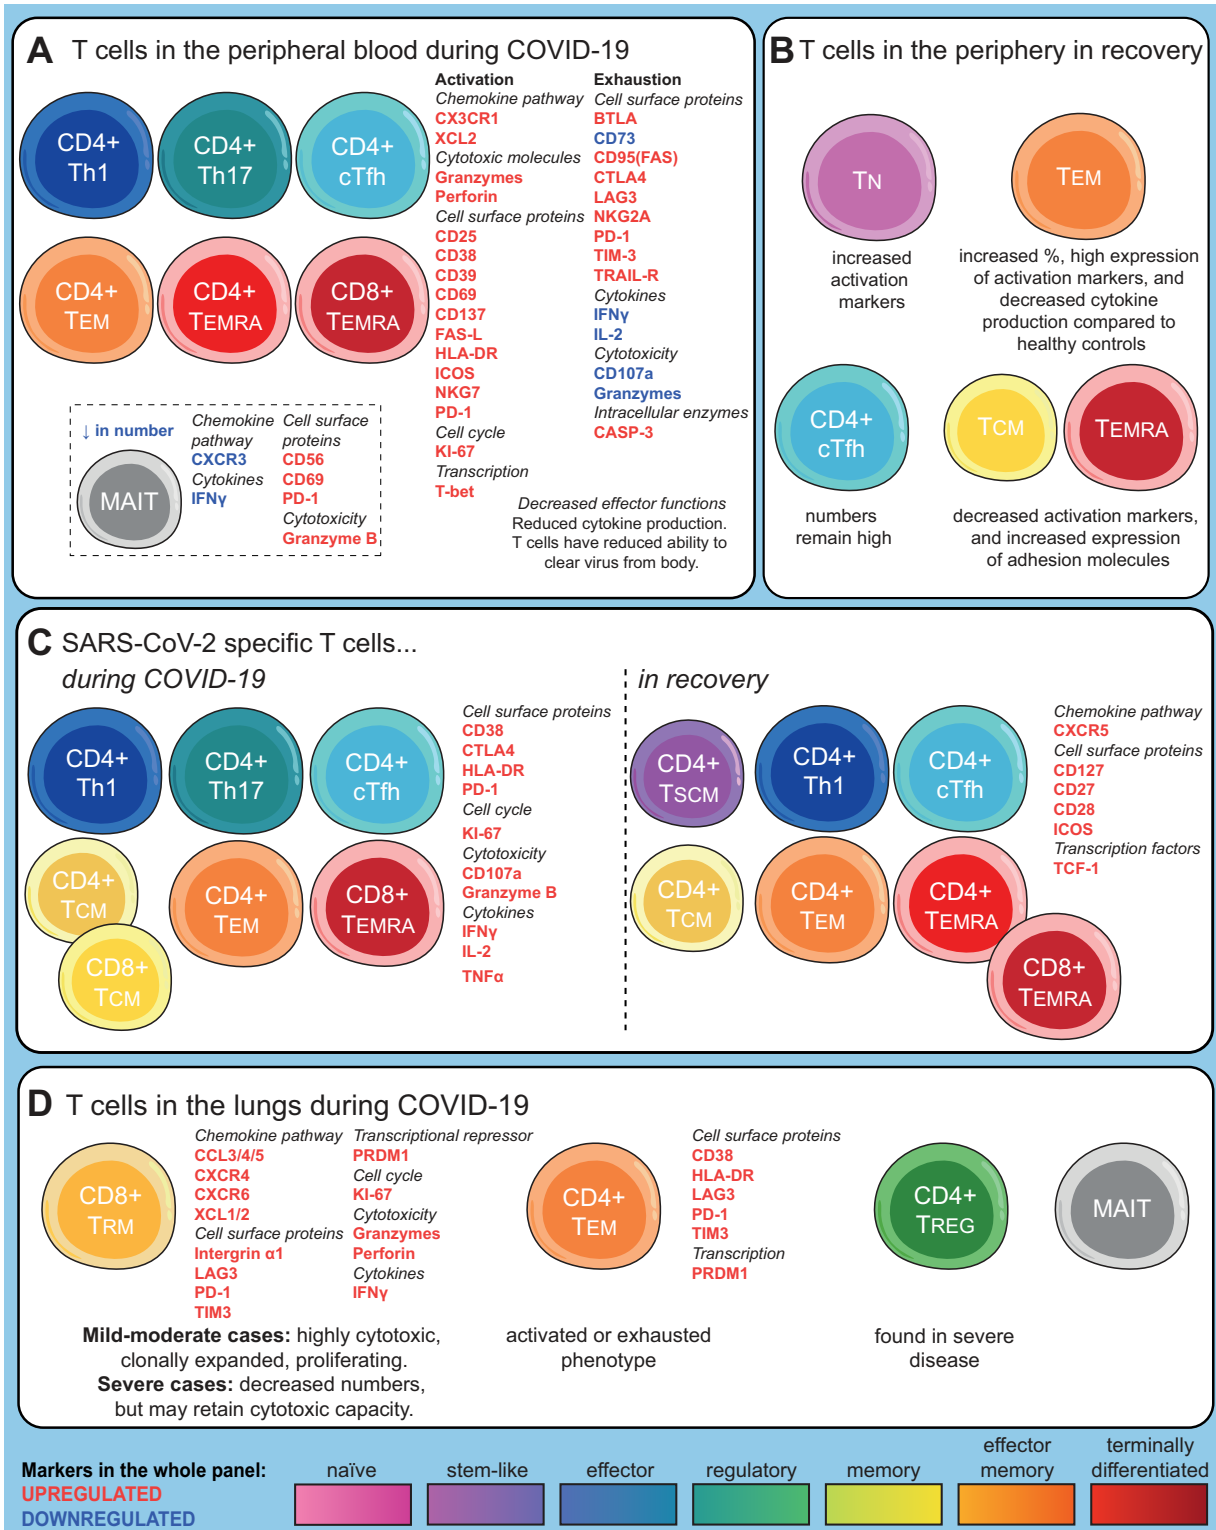 A T cells in the peripheral blood during COVID-19
CD4+
Th1
CD4+
Th17
CD4+
cTfh
CD4+
TEM
CD4+
TEMRA
CD8+
TEMRA
Activation
Chemokine pathway
CX3CR1
XCL2
Cytotoxic molecules
Granzymes
Perforin
Cell surface proteins
CD25
CD38
CD39
CD69
CD137
FAS-L
HLA-DR
ICOS
NKG7
PD-1
Cell cycle
KI-67
Transcription
T-bet
Exhaustion
Cell surface proteins
BTLA
CD73
CD95(FAS)
CTLA4
LAG3
NKG2A
PD-1
TIM-3
TRAIL-R
Cytokines
IFNγ
IL-2
Cytotoxicity
CD107a
Granzymes
Intracellular enzymes
CASP-3
Decreased effector functions
Reduced cytokine production.
T cells have reduced ability to
clear virus from body.
↓ in number
MAIT
Chemokine
pathway
CXCR3
Cytokines
IFNγ
Cell surface
proteins
CD56
CD69
PD-1
Cytotoxicity
Granzyme B
B T cells in the periphery in recovery
TN
increased
activation
markers
TEM
increased %, high expression
of activation markers, and
decreased cytokine
production compared to
healthy controls
CD4+
cTfh
numbers
remain high
TCM
TEMRA
decreased activation markers,
and increased expression
of adhesion molecules
C SARS-CoV-2 specific T cells...
during COVID-19
CD4+
Th1
CD4+
Th17
CD4+
cTfh
CD4+
TCM
CD8+
TCM
CD4+
TEM
CD8+
TEMRA
Cell surface proteins
CD38
CTLA4
HLA-DR
PD-1
Cell cycle
KI-67
Cytotoxicity
CD107a
Granzyme B
Cytokines
IFNγ
IL-2
TNFα
in recovery
CD4+
TSCM
CD4+
Th1
CD4+
cTfh
CD4+
TCM
CD4+
TEM
CD4+
TEMRA
CD8+
TEMRA
Chemokine pathway
CXCR5
Cell surface proteins
CD127
CD27
CD28
ICOS
Transcription factors
TCF-1
D T cells in the lungs during COVID-19
CD8+
TRM
Chemokine pathway
CCL3/4/5
CXCR4
CXCR6
XCL1/2
Cell surface proteins
Intergrin α1
LAG3
PD-1
TIM3
Transcriptional repressor
PRDM1
Cell cycle
KI-67
Cytotoxicity
Granzymes
Perforin
Cytokines
IFNγ
Mild-moderate cases: highly cytotoxic,
clonally expanded, proliferating.
Severe cases: decreased numbers,
but may retain cytotoxic capacity.
CD4+
TEM
Cell surface proteins
CD38
HLA-DR
LAG3
PD-1
TIM3
Transcription
PRDM1
activated or exhausted
phenotype
CD4+
TREG
found in severe
disease
MAIT
Markers in the whole panel:
UPREGULATED
DOWNREGULATED
naïve
stem-like
effector
regulatory
memory
effector
memory
terminally
differentiated